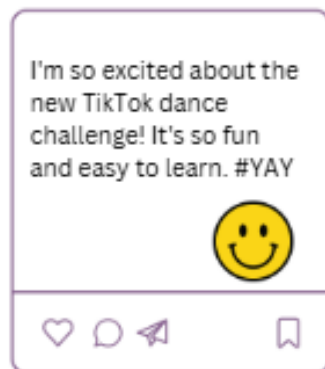 I'm so excited about the
new TikTok dance
challenge! It's so fun
and easy to learn. #YAY